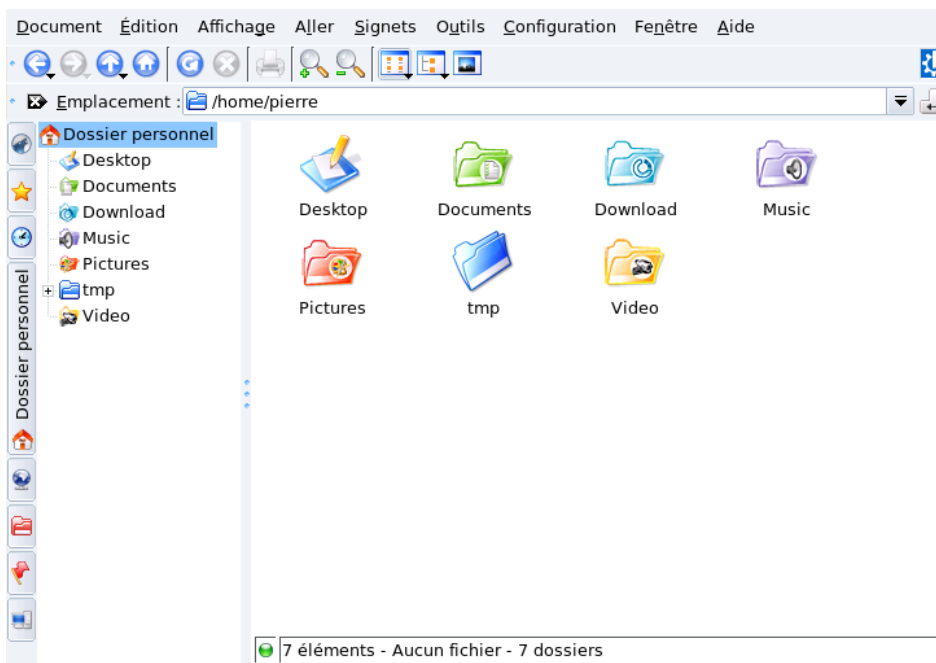 Document Édition Affichage Aller Signets Outils Configuration Fenêtre Aide
Emplacement : /home/pierre
Dossier personnel
Desktop
Documents
Download
Music
Pictures
tmp
Video
Dossier personnel
Desktop Documents Download Music
Pictures tmp Video
7 éléments - Aucun fichier - 7 dossiers